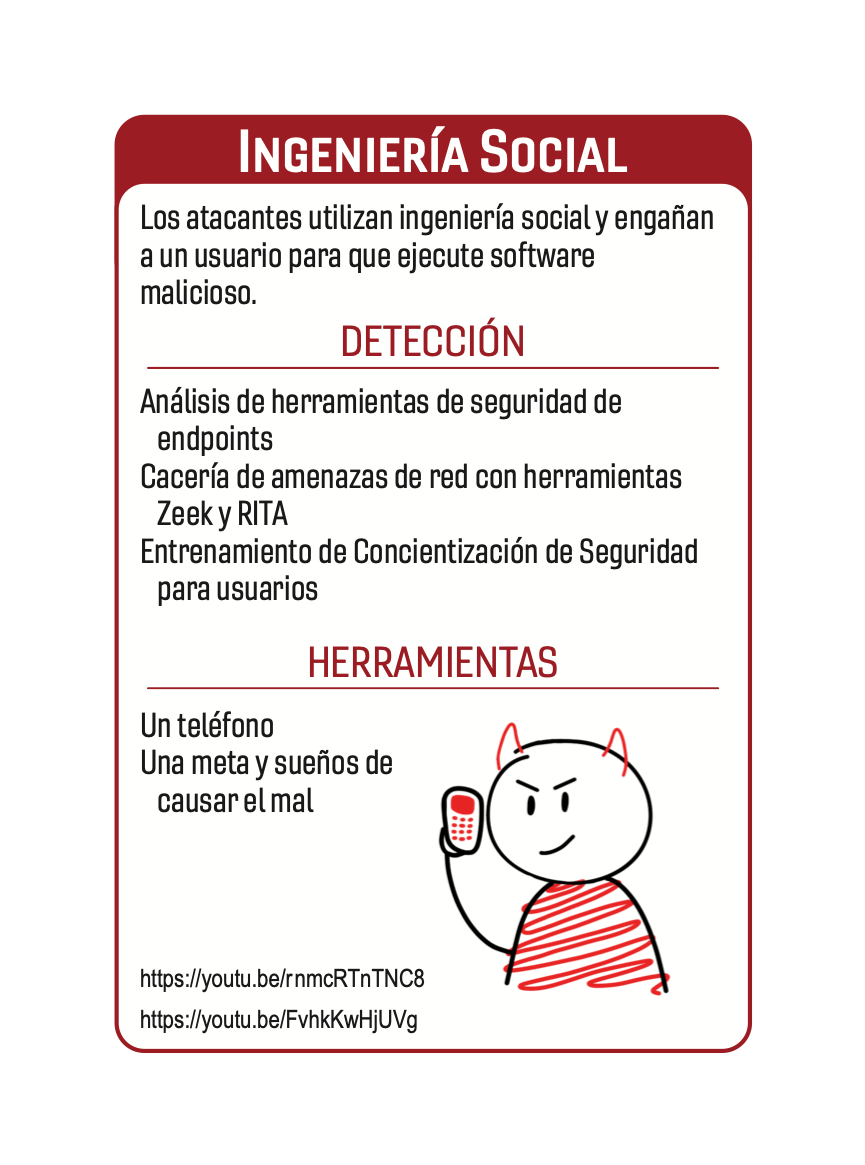 INGENIERÍA SOCIAL
Los atacantes utilizan ingeniería social y engañan
a un usuario para que ejecute software
malicioso.
DETECCIÓN
Análisis de herramientas de seguridad de
endpoints
Cacería de amenazas de red con herramientas
Zeek y RITA
Entrenamiento de Concientización de Seguridad
para usuarios
HERRAMIENTAS
Un teléfono
Una meta y sueños de
causar el mal
https://youtu.be/rnmcRTnTNC8
https://youtu.be/FvhkKwHjUVg